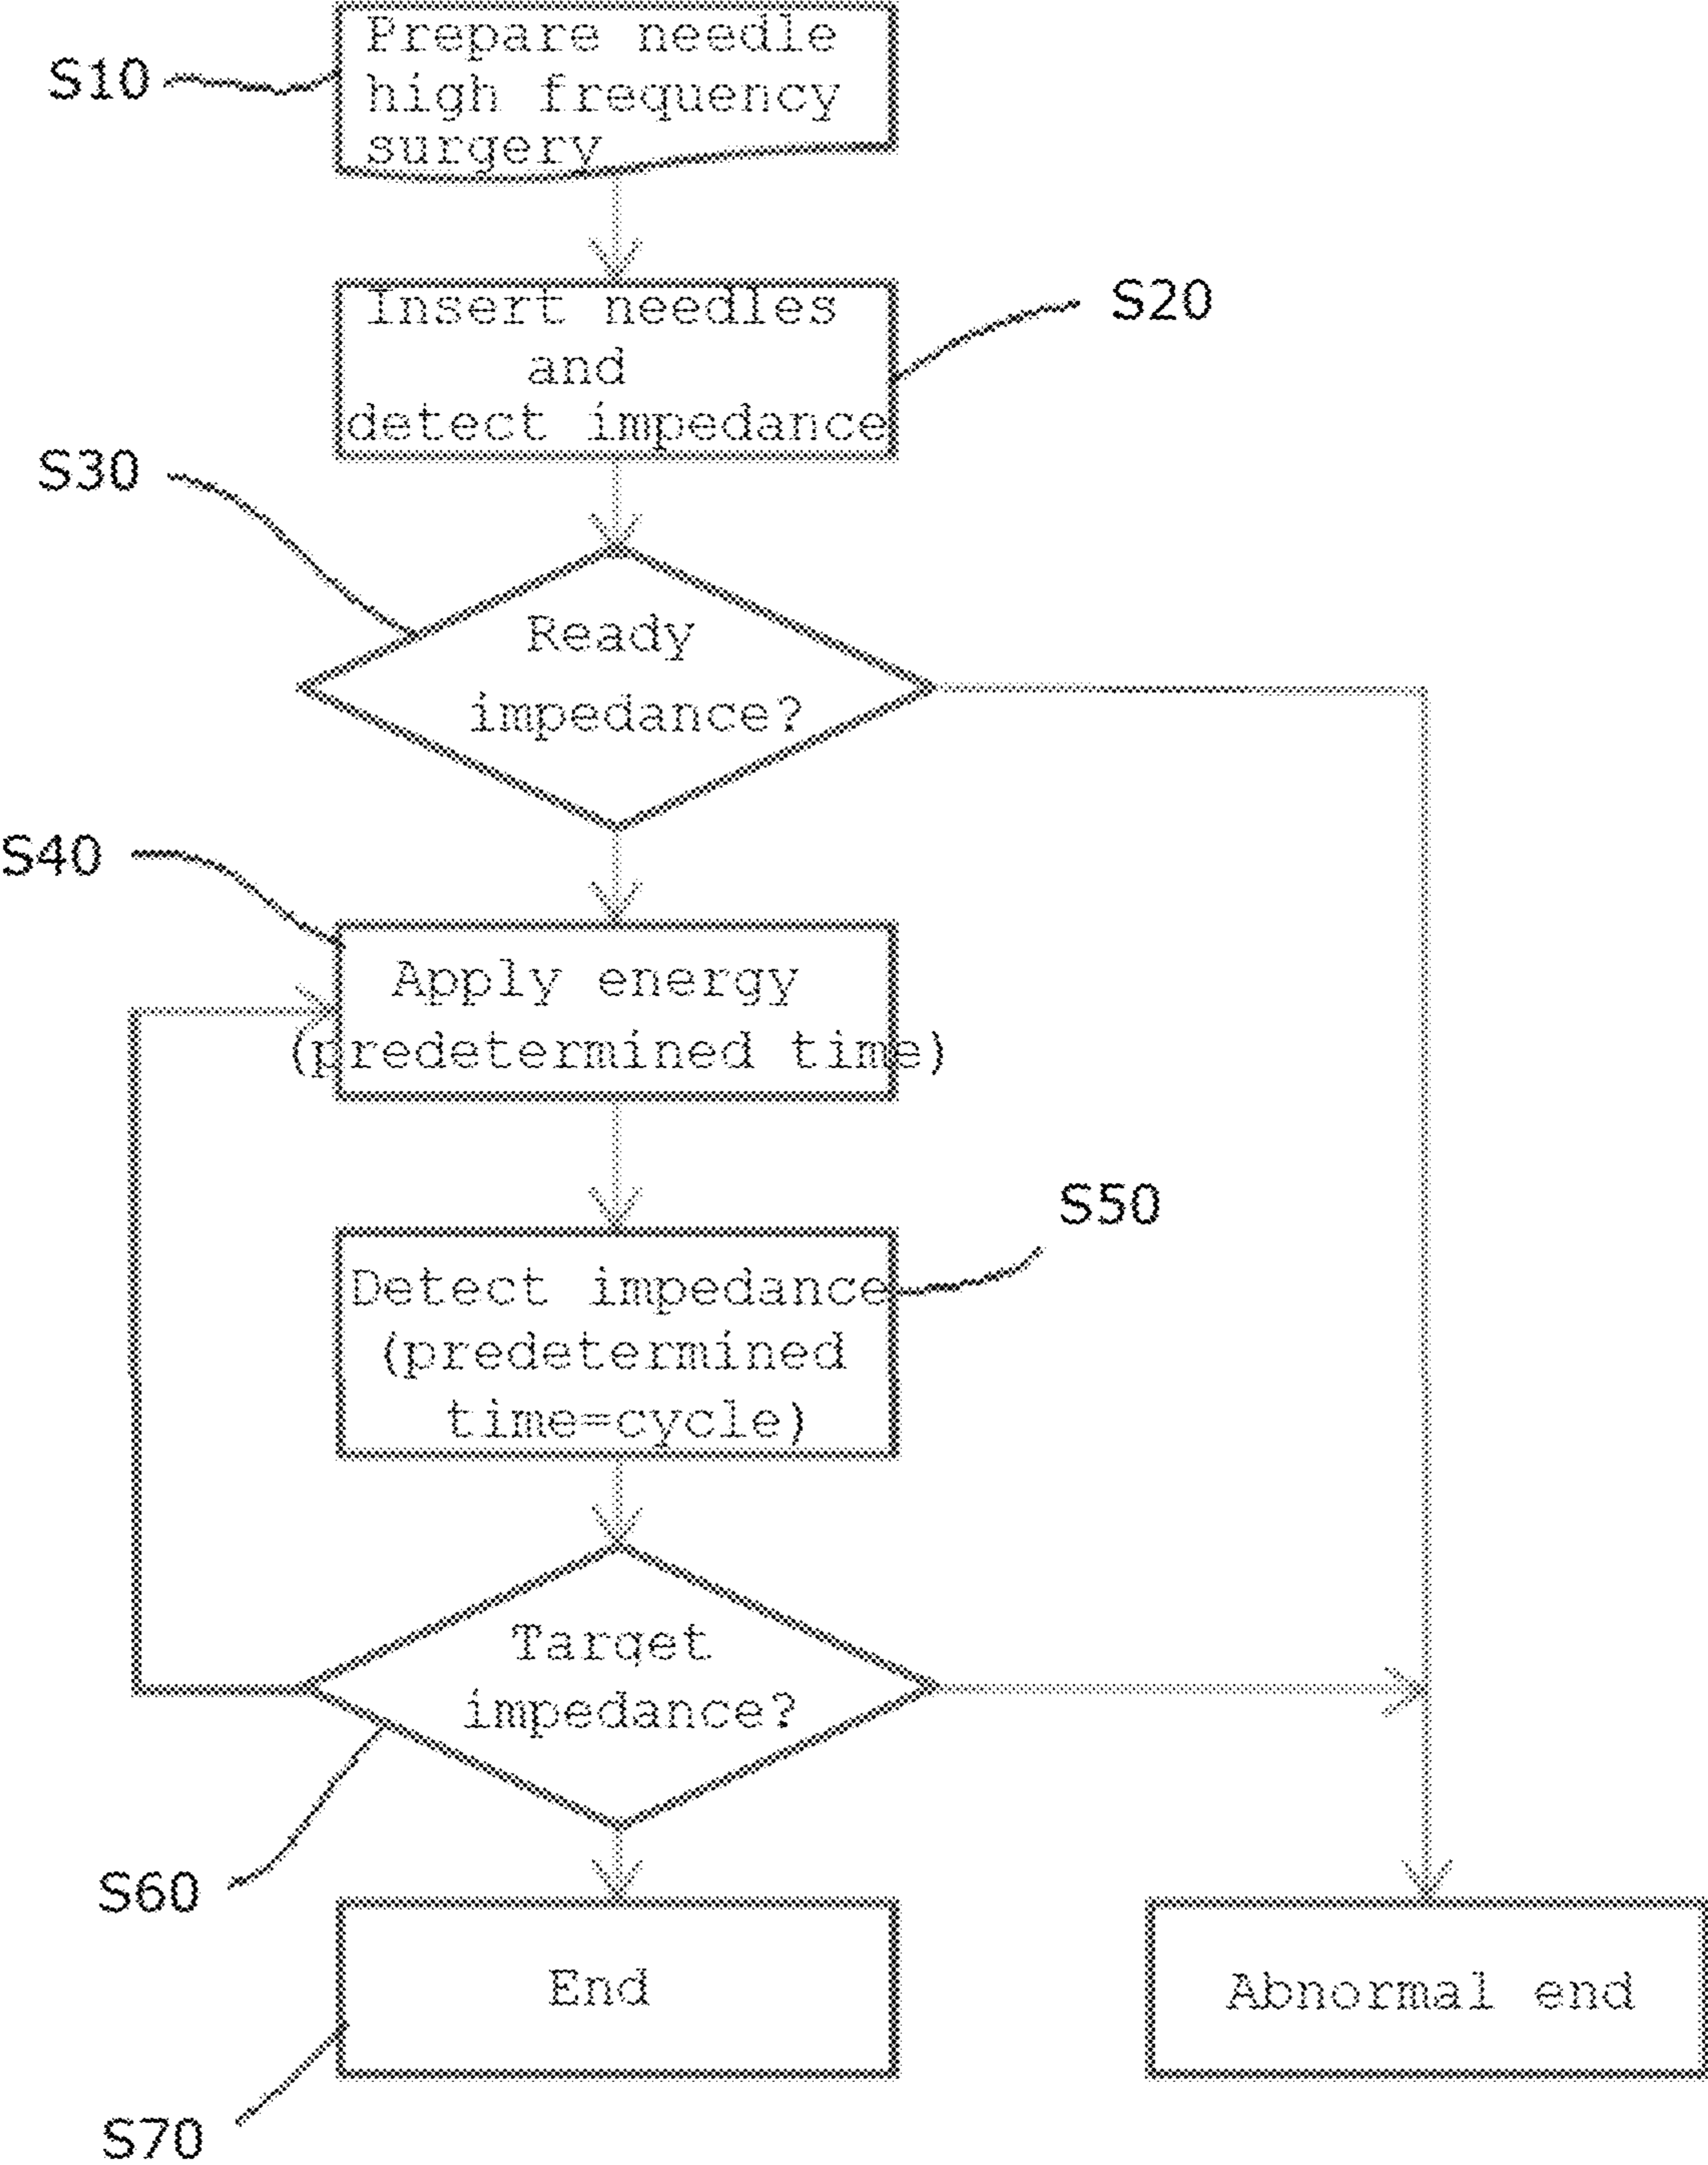 S10
Prepare needle
high frequency
surgery
Insert needles
and
detect impedance
S20
S30
Ready
impedance?
S40
Apply energy
(predetermined time)
S50
Detect impedance
(predetermined
time=cycle)
Target
impedance?
S60
End
Abnormal end
S70